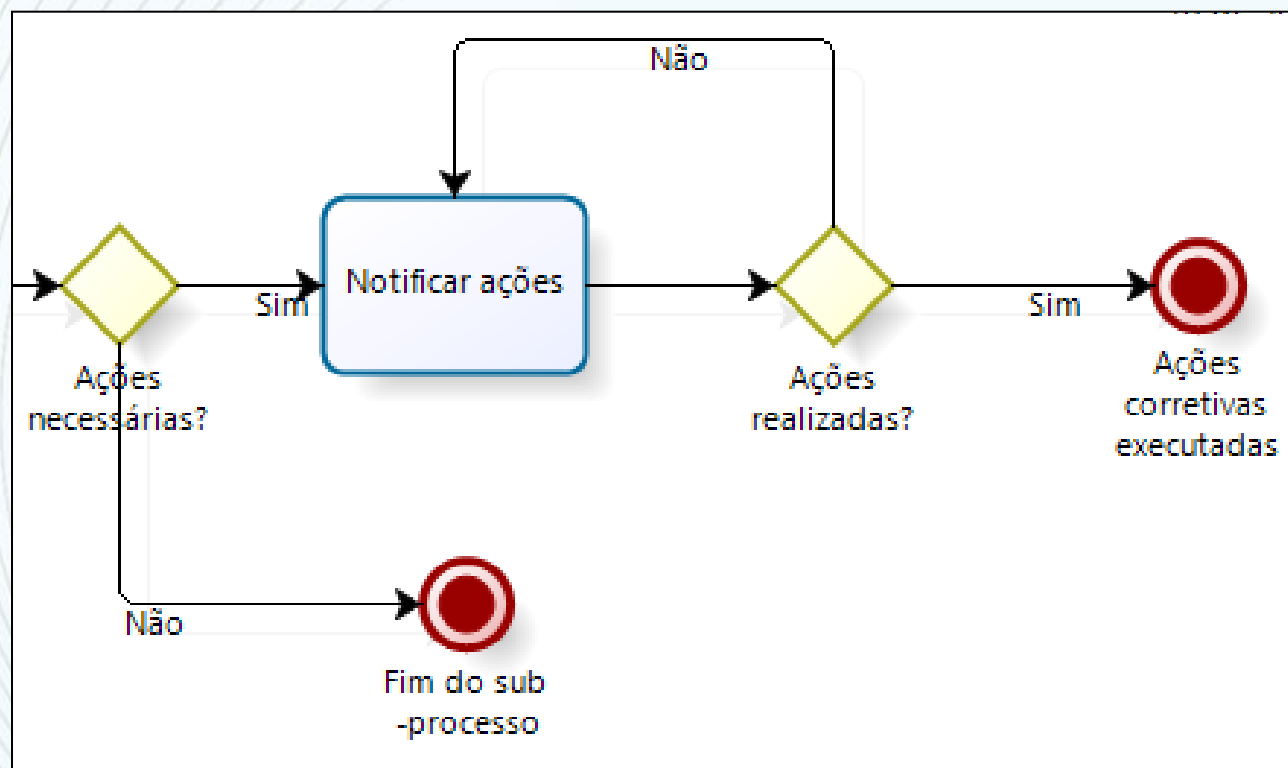 Não
Sim
Notificar ações
Sim
Ações
necessárias?
Ações
realizadas?
Ações
corretivas
executadas
Não
Fim do sub
-processo